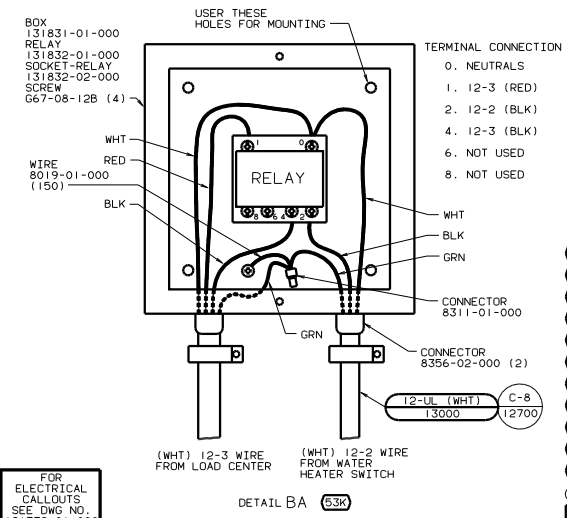 BOX
131831-01-000
RELAY
131832-01-000
SOCKET-RELAY
131832-02-000
SCREW
G67-08-12B (4)
USER THESE
HOLES FOR MOUNTING
TERMINAL CONNECTION
0. NEUTRALS
1. 12-3 (RED)
2. 12-2 (BLK)
4. 12-3 (BLK)
6. NOT USED
8. NOT USED
WHT
RED
WIRE
8019-01-000
(150)
BLK
1 0
RELAY
8 6 4 2
WHT
BLK
GRN
CONNECTOR
8311-01-000
GRN
CONNECTOR
8356-02-000 (2)
12-UL (WHT)
13000
C-8
12700
(WHT) 12-3 WIRE
FROM LOAD CENTER
(WHT) 12-2 WIRE
FROM WATER
HEATER SWITCH
DETAIL BA 53K
FOR
ELECTRICAL
CALLOUTS
SEE DWG NO.